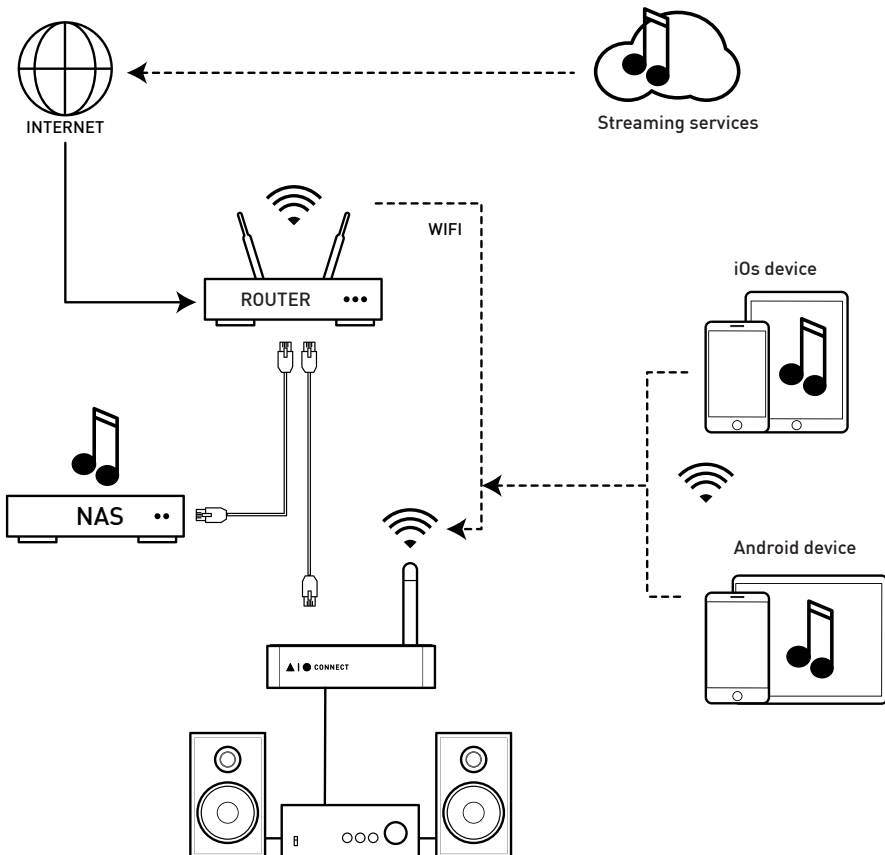 INTERNET
Streaming services
WIFI
ROUTER
iOs device
NAS
Android device
CONNECT